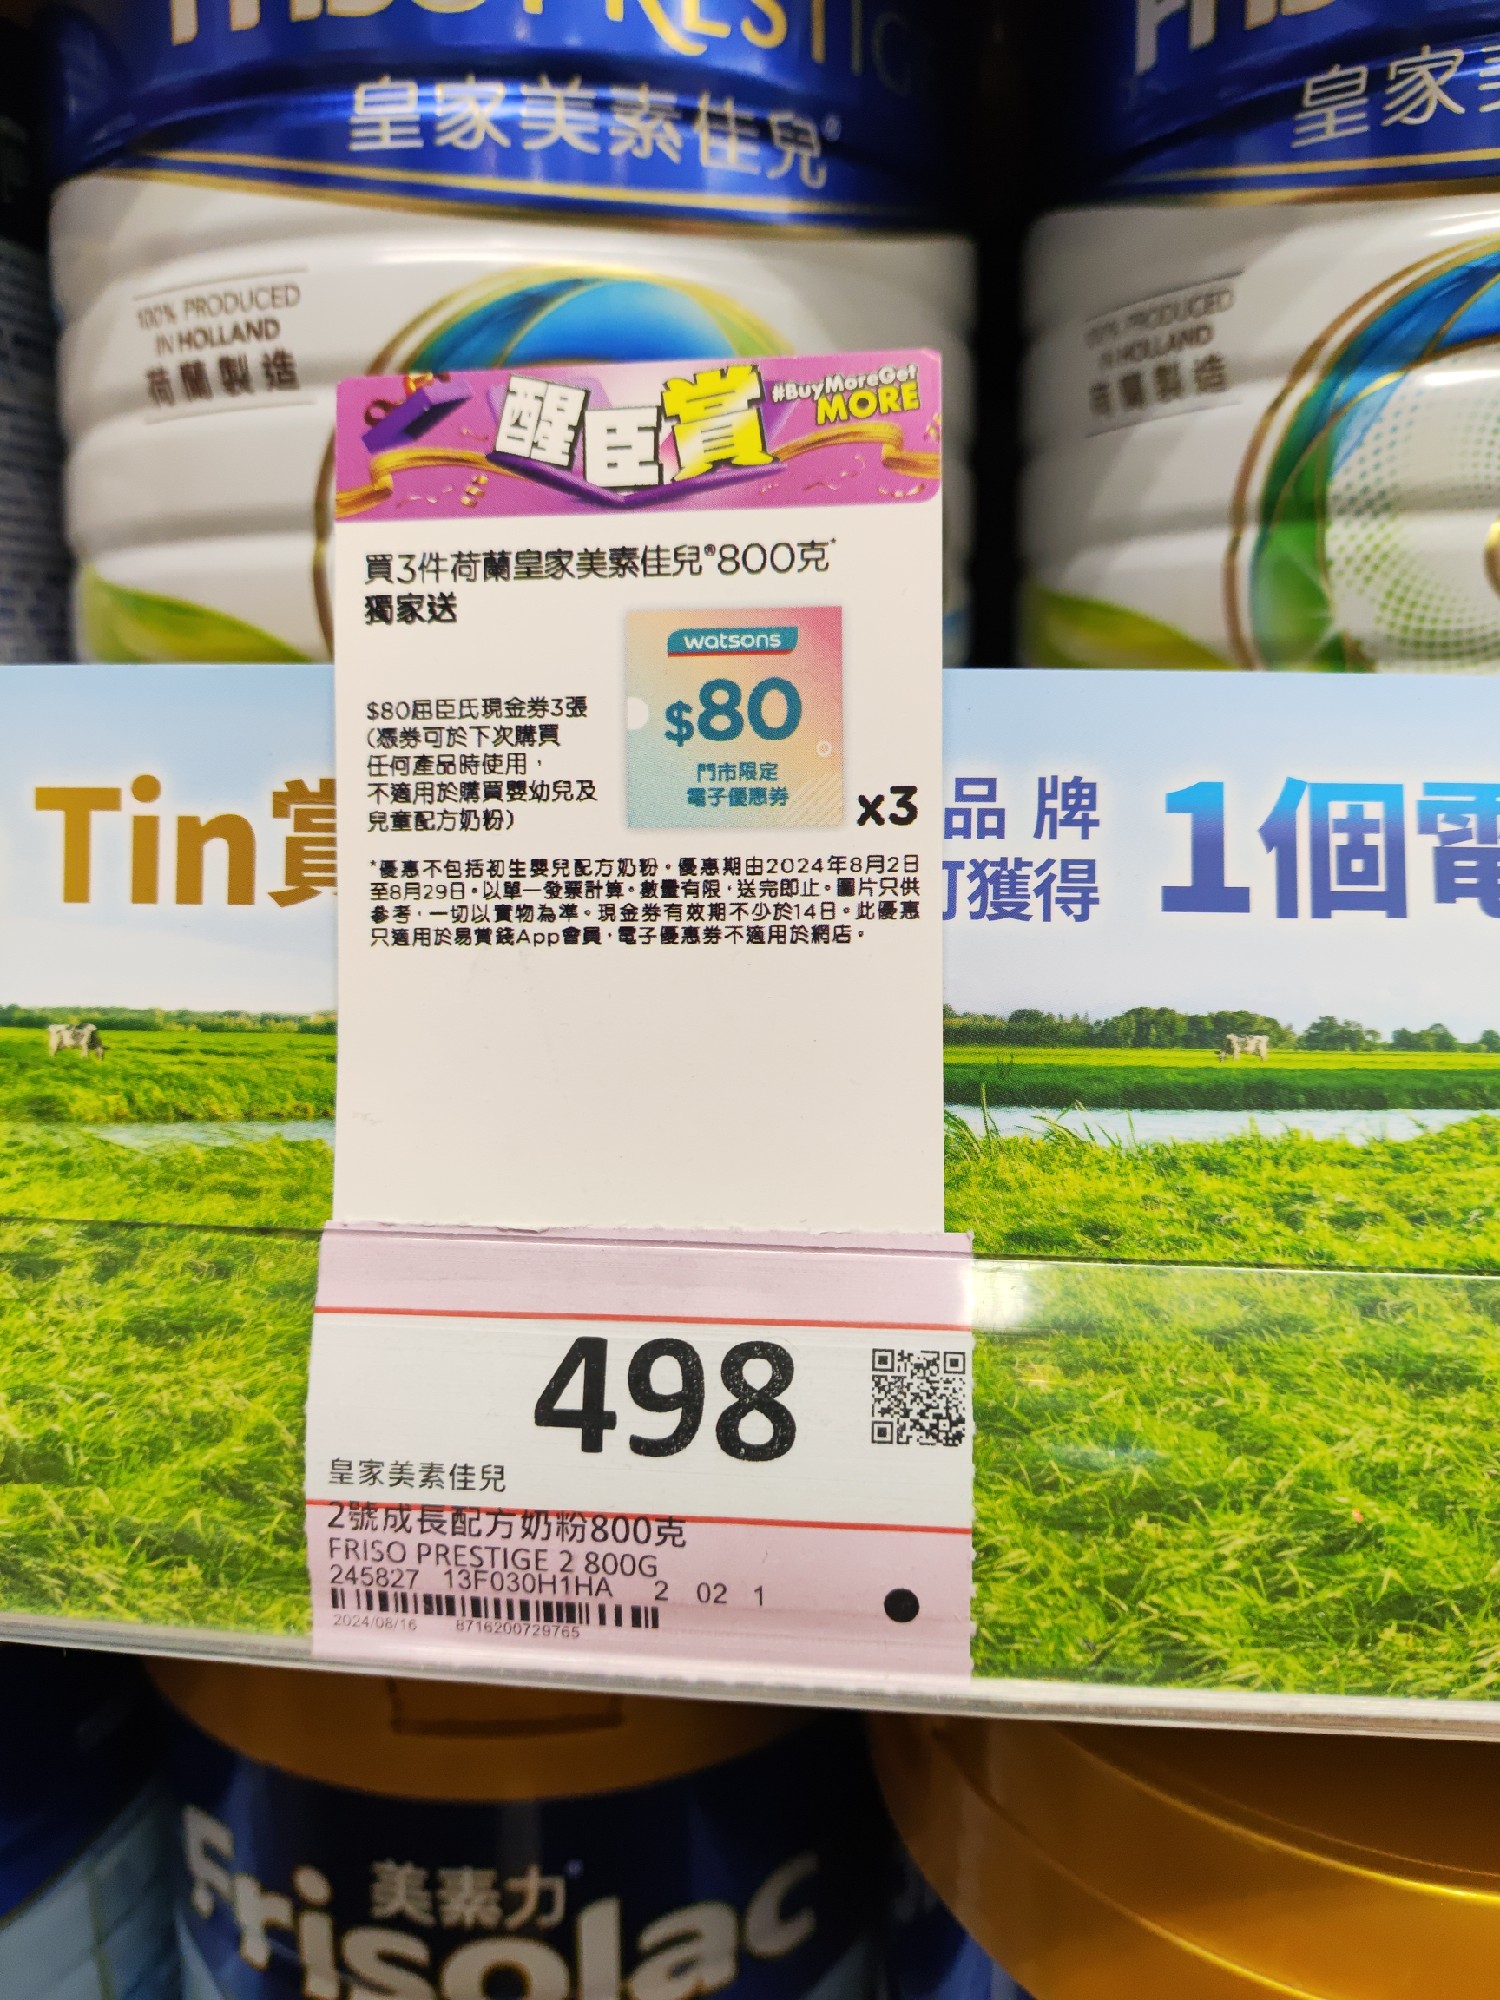 皇家美素佳兒
皇家
100% PRODUCED
IN HOLLAND
荷蘭製造
100% PRODUCED
IN HOLLAND
荷蘭製造
醒臣賞
#BuyMoreGet
MORE
買3件荷蘭皇家美素佳兒®800克*
獨家送
watsons
$80
門市限定
電子優惠券
x3
$80屈臣氏現金券3張
(憑券可於下次購買
任何產品時使用，
不適用於購買嬰幼兒及
兒童配方奶粉)
*優惠不包括初生嬰兒配方奶粉。優惠期由2024年8月2日
至8月29日。以單一發票計算。數量有限，送完即止。圖片只供
參考，一切以實物為準。現金券有效期不少於14日。此優惠
只適用於易賞錢App會員，電子優惠券不適用於網店。
Tin賞
品牌
可獲得
1個電
498
皇家美素佳兒
2號成長配方奶粉800克
FRISO PRESTIGE 2 800G
245827 13F030H1HA 2 02 1
2024/08/16 8716200729765
美素力
Frisolac